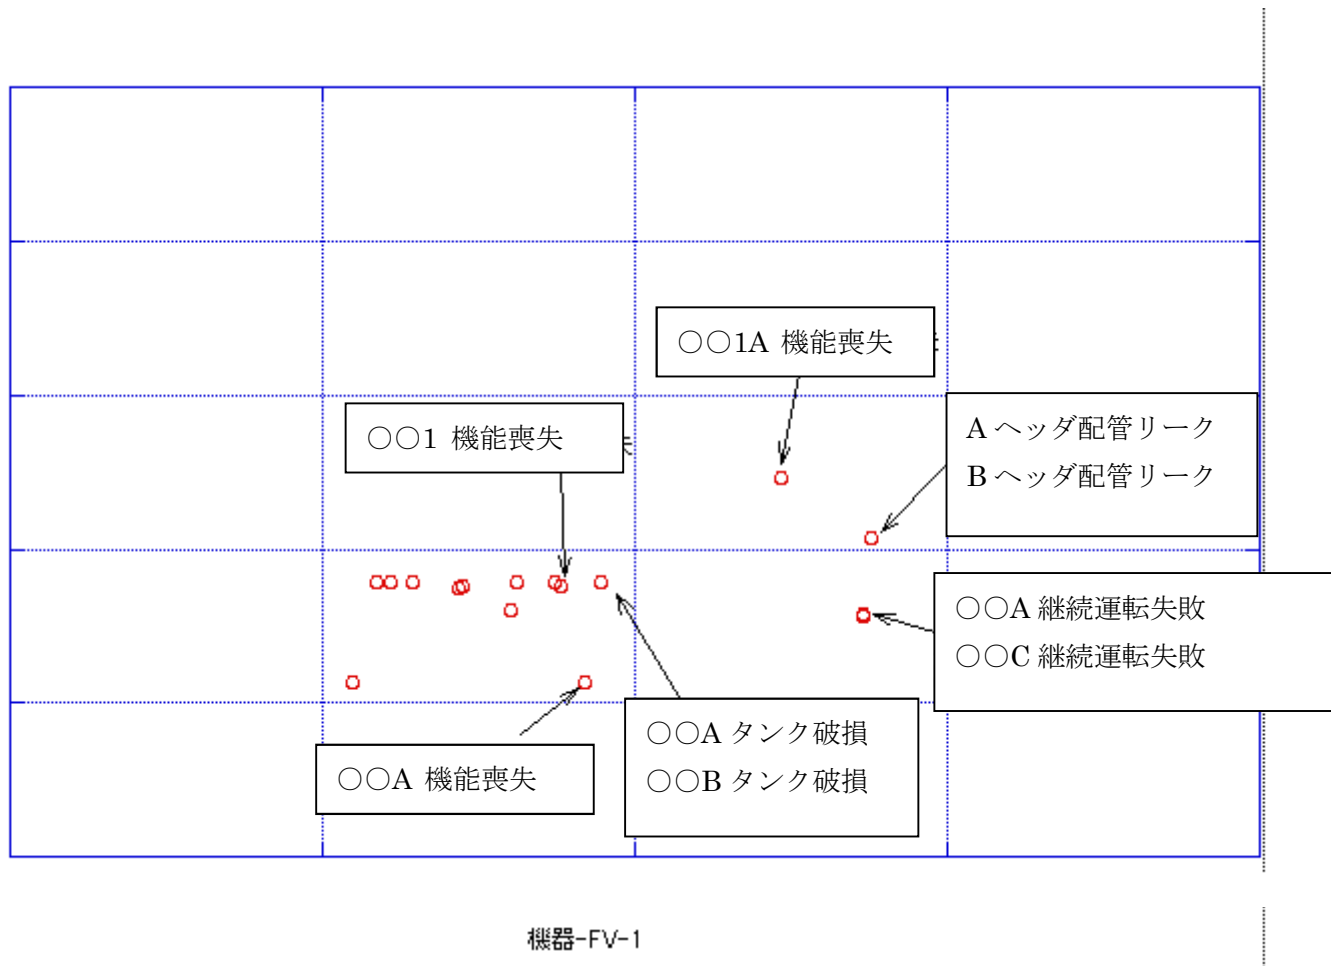 ○○1A 機能喪失
○○1 機能喪失
A ヘッダ配管リーク
B ヘッダ配管リーク
○○A 継続運転失敗
○○C 継続運転失敗
○○A タンク破損
○○B タンク破損
○○A 機能喪失
機器-FV-1